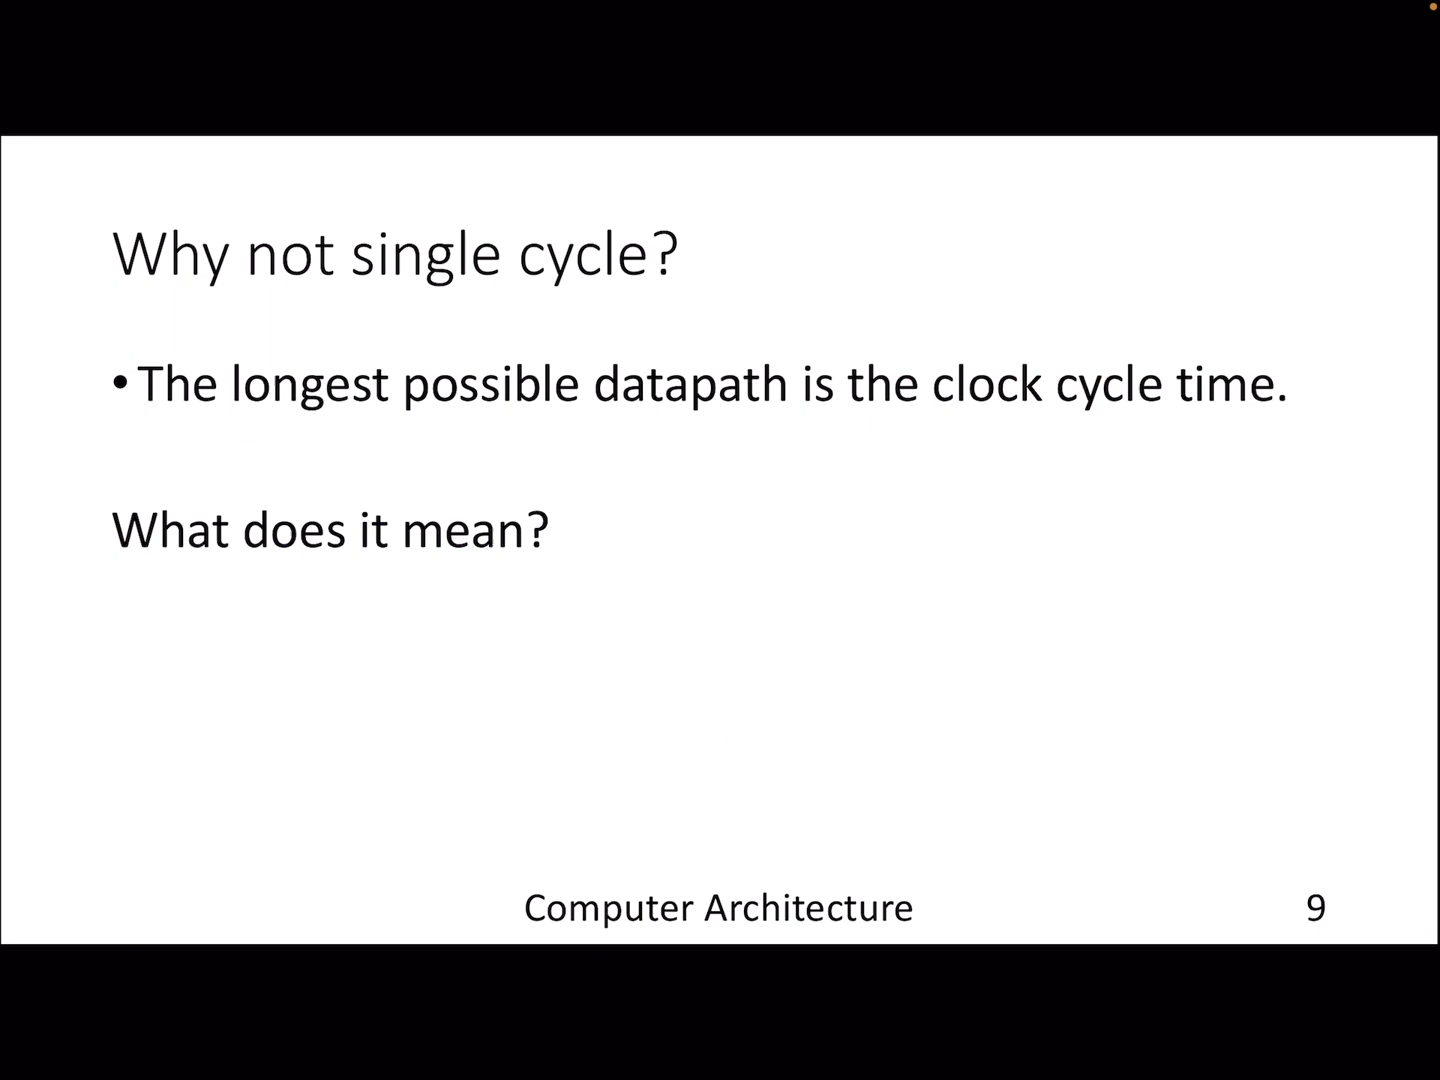 Why not single cycle?
• The longest possible datapath is the clock cycle time.
What does it mean?
Computer Architecture
9